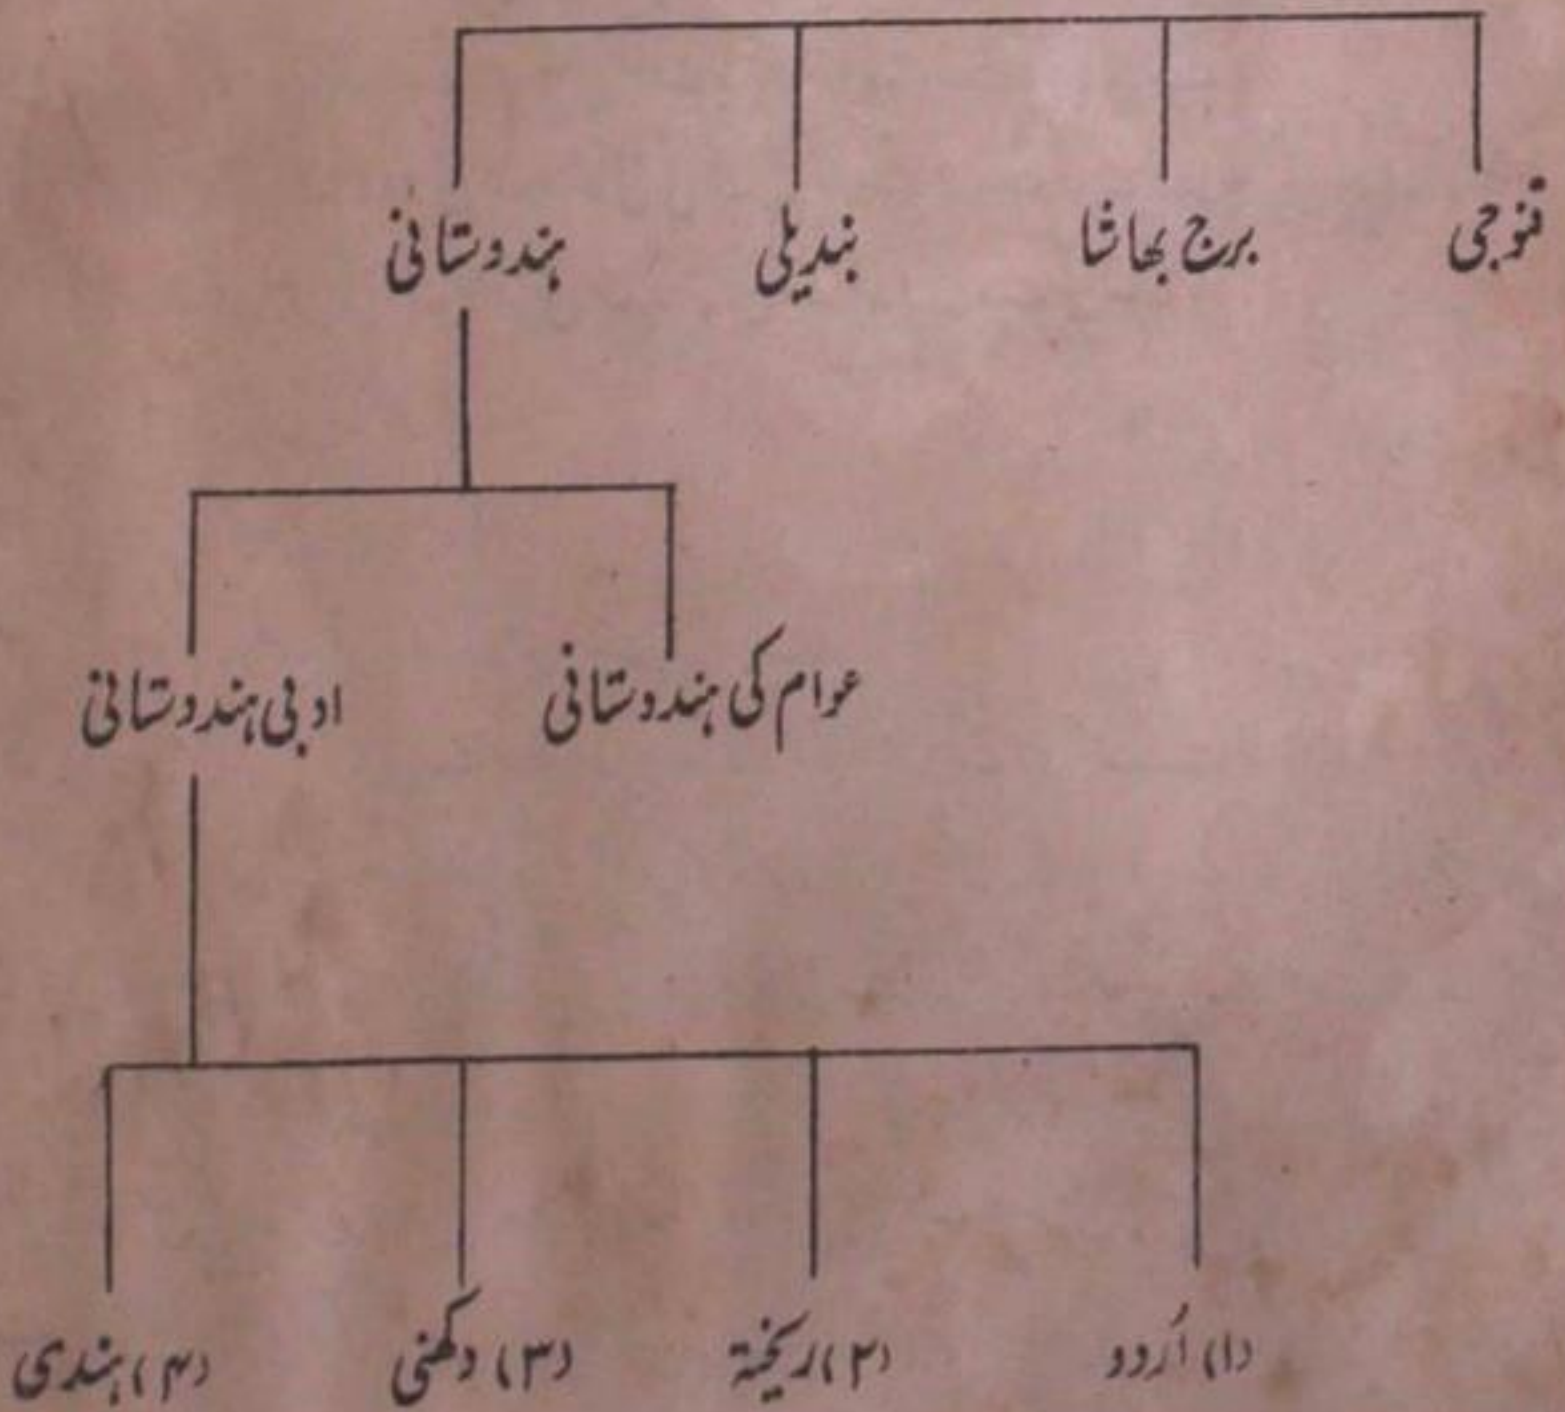 قنوجی برج بھاشا بندیلی ہندوستانی
عوام کی ہندوستانی ادبی ہندوستانی
(۱) اُردو (۲) ریختہ (۳) دکھنی (۴) ہندی